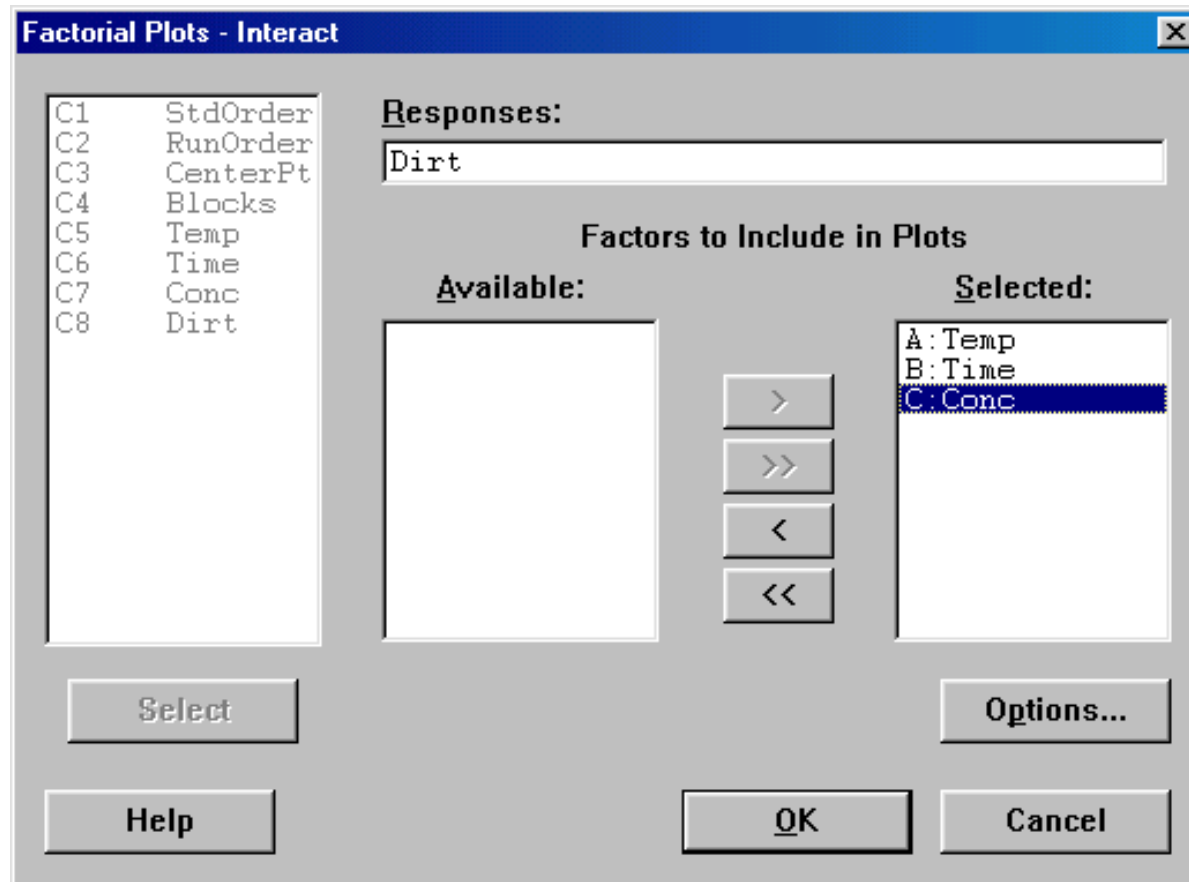 Factorial Plots - Interact
C1 StdOrder
C2 RunOrder
C3 CenterPt
C4 Blocks
C5 Temp
C6 Time
C7 Conc
C8 Dirt
Responses:
Dirt
Factors to Include in Plots
Available:
Selected:
A:Temp
B:Time
C:Conc
>
>>
<
<<
Select
Options...
Help
OK
Cancel